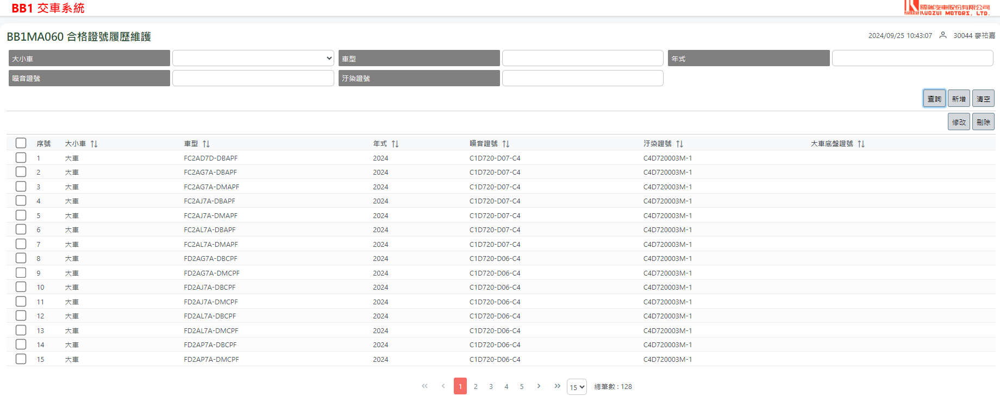 BB1 交車系統
國瑞汽車股份有限公司
KUOZUI KUOZUI MOTORS, LTD.
BB1MA060 合格證號履歷維護
2024/09/25 10:43:07 30044 麥祐嘉
大小車 車型 年式
噪音證號 汙染證號
查詢 新增 清空
修改 刪除
序號 大小車 車型 年式 噪音證號 汙染證號 大車底盤證號
1 大車 FC2AD7D-DBAPF 2024 C1D720-D07-C4 C4D720003M-1
2 大車 FC2AG7A-DBAPF 2024 C1D720-D07-C4 C4D720003M-1
3 大車 FC2AG7A-DMAPF 2024 C1D720-D07-C4 C4D720003M-1
4 大車 FC2AJ7A-DBAPF 2024 C1D720-D07-C4 C4D720003M-1
5 大車 FC2AJ7A-DMAPF 2024 C1D720-D07-C4 C4D720003M-1
6 大車 FC2AL7A-DBAPF 2024 C1D720-D07-C4 C4D720003M-1
7 大車 FC2AL7A-DMAPF 2024 C1D720-D07-C4 C4D720003M-1
8 大車 FD2AG7A-DBCPF 2024 C1D720-D06-C4 C4D720003M-1
9 大車 FD2AG7A-DMCPF 2024 C1D720-D06-C4 C4D720003M-1
10 大車 FD2AJ7A-DBCPF 2024 C1D720-D06-C4 C4D720003M-1
11 大車 FD2AJ7A-DMCPF 2024 C1D720-D06-C4 C4D720003M-1
12 大車 FD2AL7A-DBCPF 2024 C1D720-D06-C4 C4D720003M-1
13 大車 FD2AL7A-DMCPF 2024 C1D720-D06-C4 C4D720003M-1
14 大車 FD2AP7A-DBCPF 2024 C1D720-D06-C4 C4D720003M-1
15 大車 FD2AP7A-DMCPF 2024 C1D720-D06-C4 C4D720003M-1
« ‹ 1 2 3 4 5 › » 15 總筆數 : 128